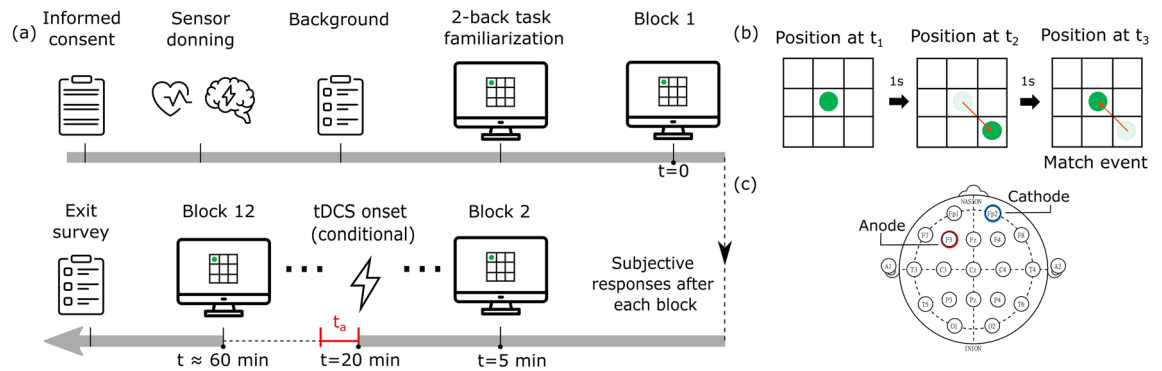 (a)
Informed
consent
Sensor
donning
Background
2-back task
familiarization
Block 1
t=0
Exit
survey
Block 12
tDCS onset
(conditional)
Block 2
Subjective
responses after
each block
t ≈ 60 min
tₐ
t=20 min
t=5 min
(b)
Position at t₁
Position at t₂
Position at t₃
1s
1s
Match event
(c)
Cathode
Anode
NASION
Fp1 Fp2
F7 F3 Fz F4 F8
A1 T3 C3 Cz C4 T4 A2
T5 P3 Pz P4 T6
O1 O2
INION